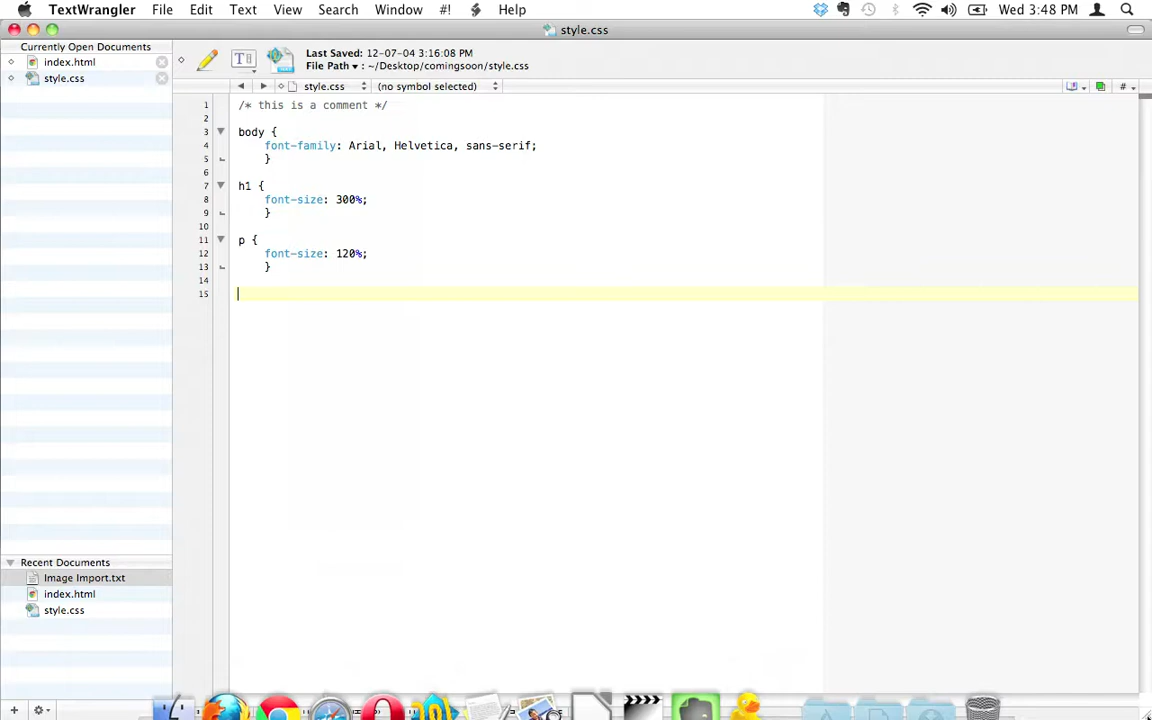 TextWrangler File Edit Text View Search Window #! Help Wed 3:48 PM
style.css
Currently Open Documents
index.html
style.css
Last Saved: 12-07-04 3:16:08 PM
File Path ▾ : ~/Desktop/comingsoon/style.css
style.css (no symbol selected) #
1 /* this is a comment */
2
3 body {
4 font-family: Arial, Helvetica, sans-serif;
5 }
6
7 h1 {
8 font-size: 300%;
9 }
10
11 p {
12 font-size: 120%;
13 }
14
15
Recent Documents
Image Import.txt
index.html
style.css